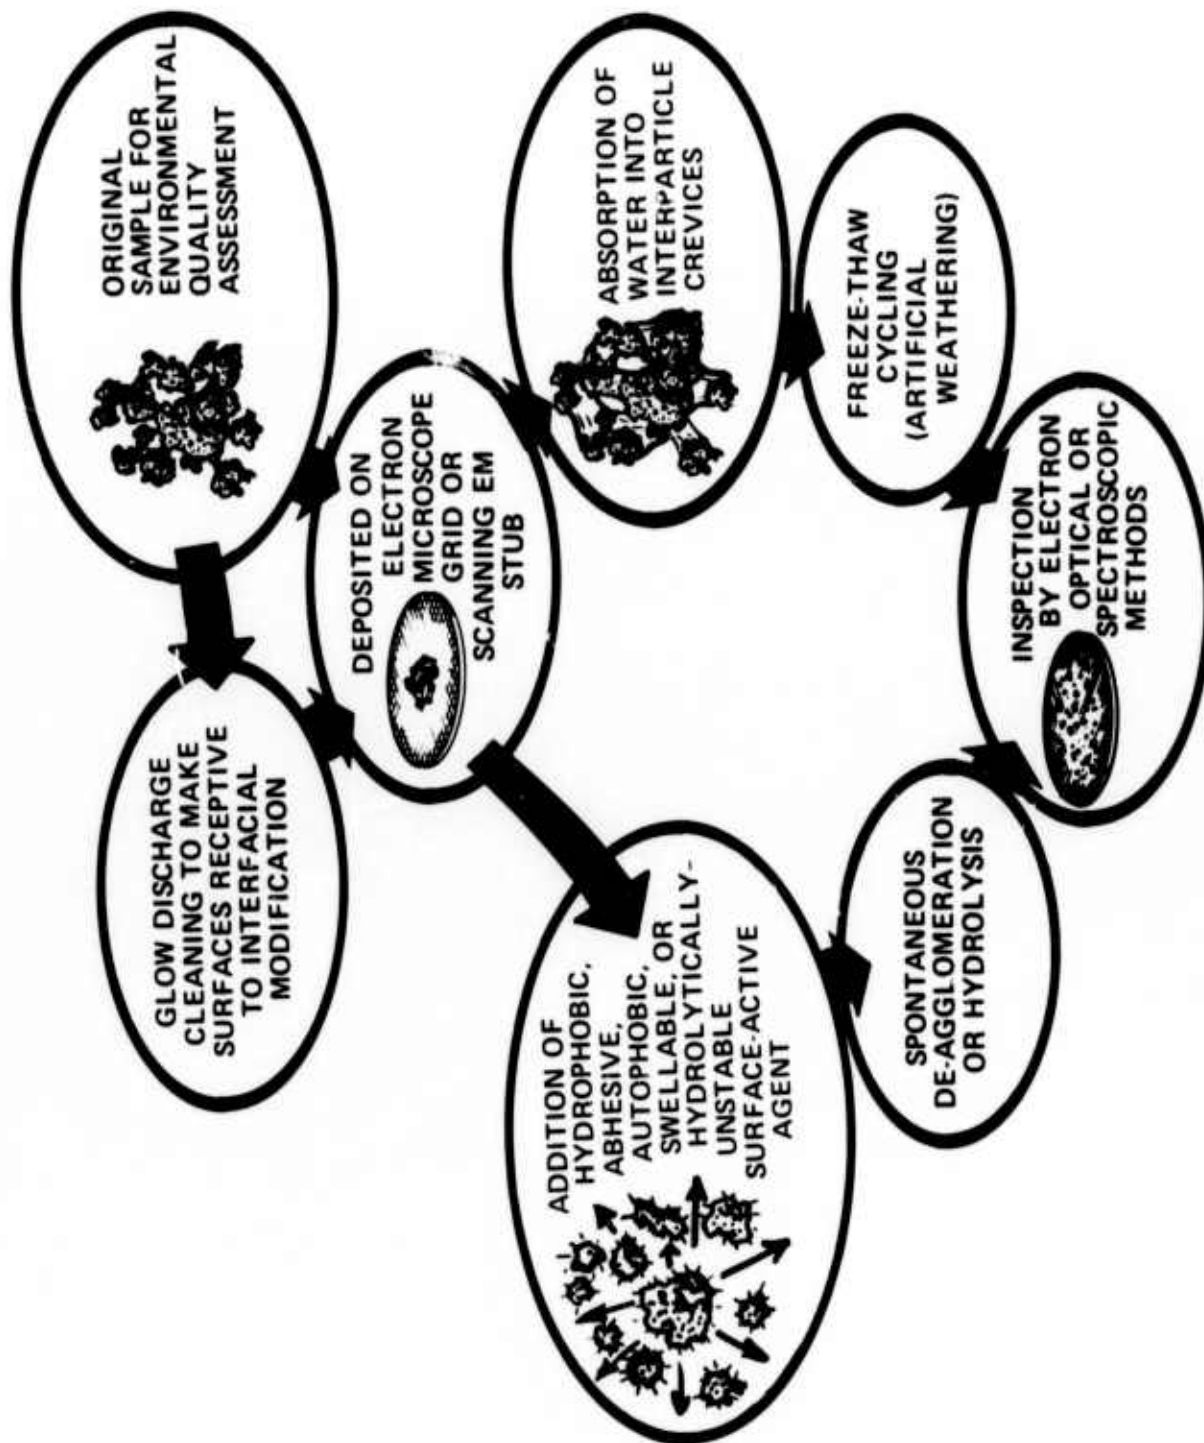 ORIGINAL
SAMPLE FOR
ENVIRONMENTAL
QUALITY
ASSESSMENT
GLOW DISCHARGE
CLEANING TO MAKE
SURFACES RECEPTIVE
TO INTERFACIAL
MODIFICATION
DEPOSITED ON
ELECTRON
MICROSCOPE
GRID OR
SCANNING EM
STUB
ABSORPTION OF
WATER INTO
INTERPARTICLE
CREVICES
FREEZE-THAW
CYCLING
(ARTIFICIAL
WEATHERING)
ADDITION OF
HYDROPHOBIC,
ABHESIVE,
AUTOPHOBIC,
SWELLABLE, OR
HYDROLYTICALLY-
UNSTABLE
SURFACE-ACTIVE
AGENT
SPONTANEOUS
DE-AGGLOMERATION
OR HYDROLYSIS
INSPECTION
BY ELECTRON
OPTICAL OR
SPECTROSCOPIC
METHODS